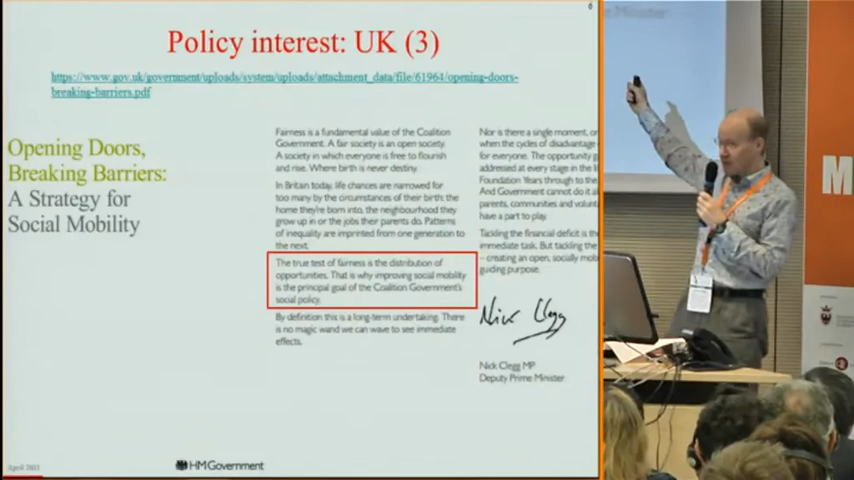 6
Policy interest: UK (3)
https://www.gov.uk/government/uploads/system/uploads/attachment_data/file/61964/opening-doors-
breaking-barriers.pdf
Opening Doors,
Breaking Barriers:
A Strategy for
Social Mobility
Fairness is a fundamental value of the Coalition
Government. A fair society is an open society.
A society in which everyone is free to flourish
and rise. Where birth is never destiny.
In Britain today, life chances are narrowed for
too many by the circumstances of their birth: the
home they're born into, the neighbourhood they
grow up in or the jobs their parents do. Patterns
of inequality are imprinted from one generation to
the next.
The true test of fairness is the distribution of
opportunities. That is why improving social mobility
is the principal goal of the Coalition Government's
social policy.
By definition this is a long-term undertaking. There
is no magic wand we can wave to see immediate
effects.
Nor is there a single moment, or
when the cycles of disadvantage
for everyone. The opportunity g
addressed at every stage in the li
Foundation Years through to the
And Government cannot do it al
parents, communities and volunt
have a part to play.
Tackling the financial deficit is the
immediate task. But tackling the
– creating an open, socially mob
guiding purpose.
Nick Clegg
Nick Clegg MP
Deputy Prime Minister
HM Government
Minister
M